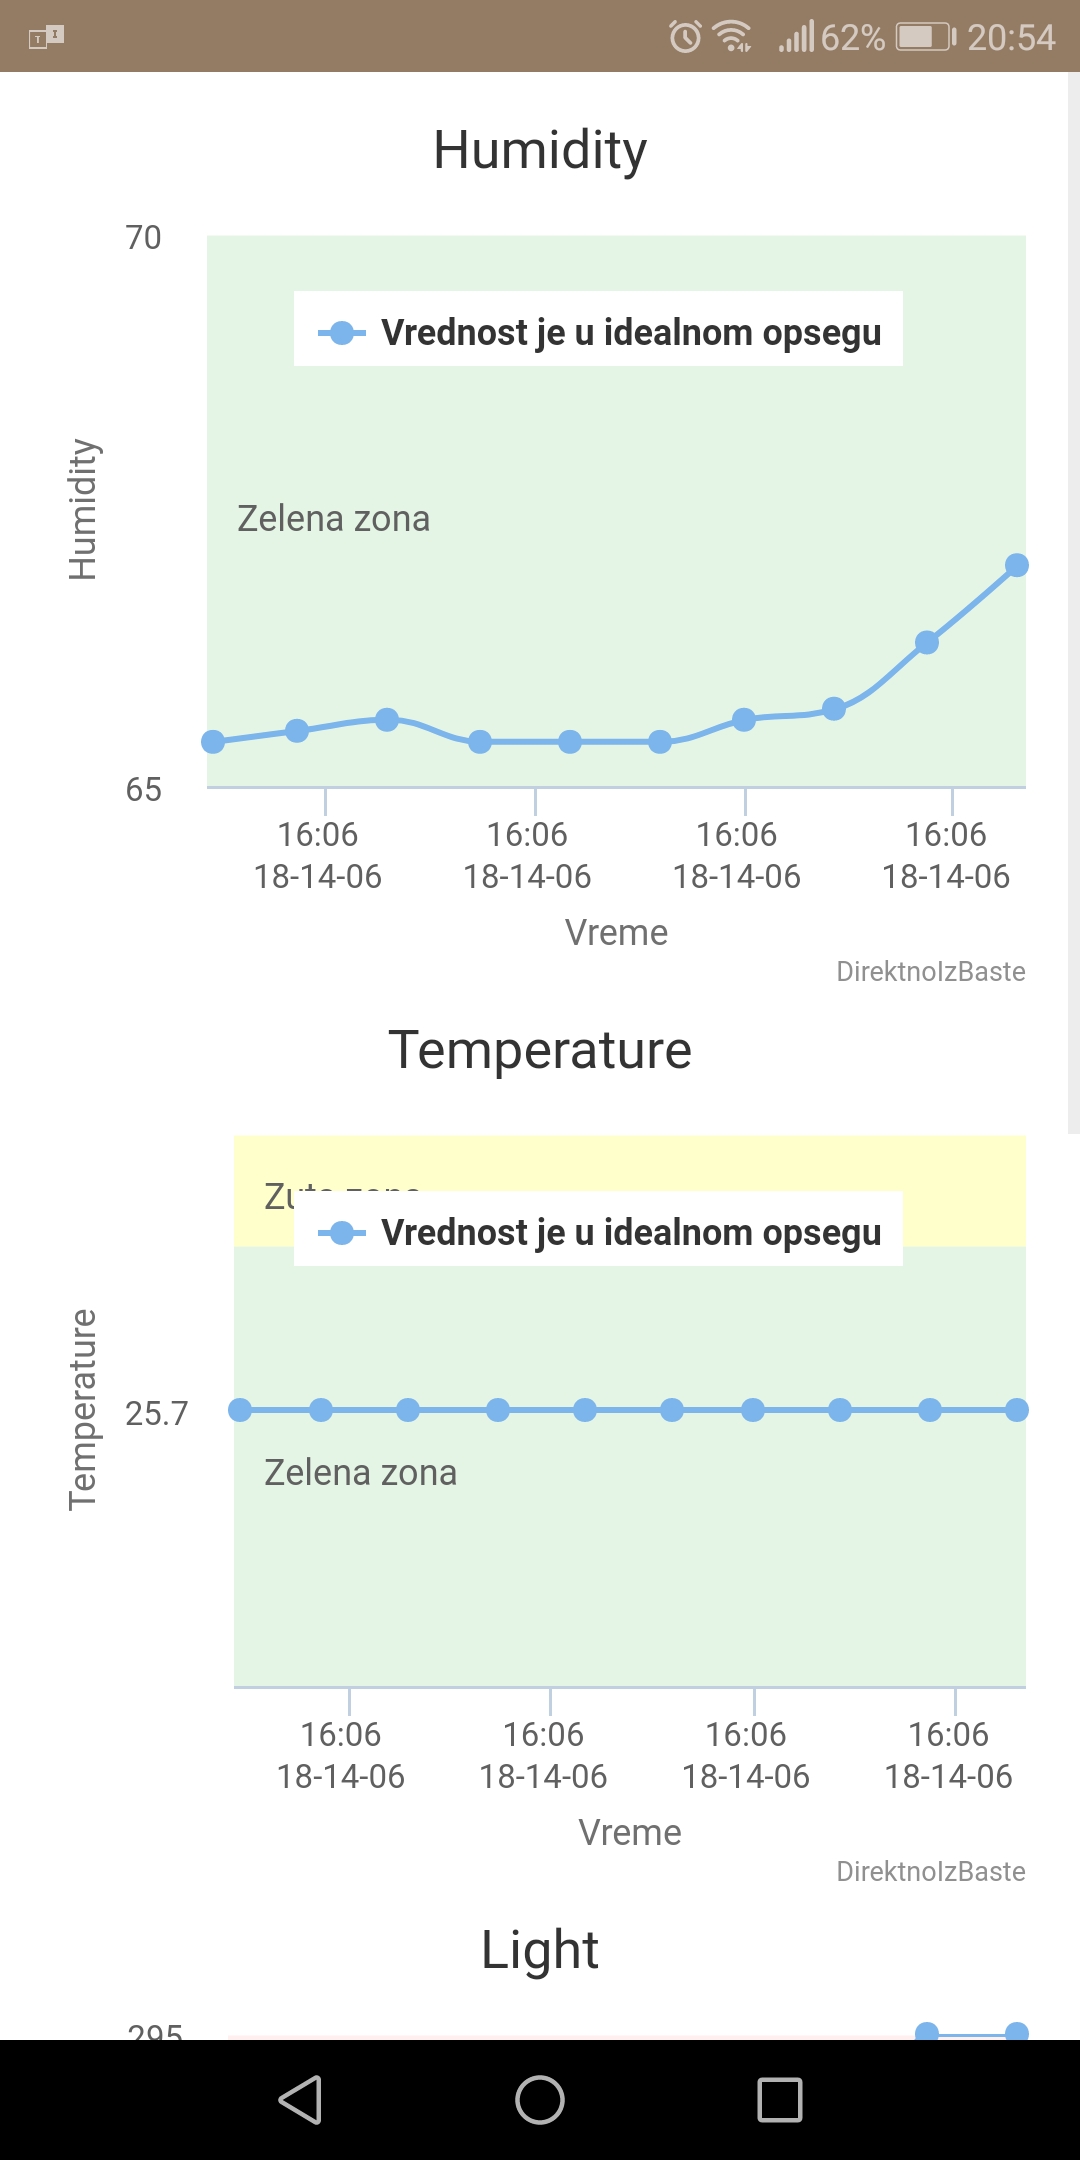 62% 20:54
Humidity
70
Vrednost je u idealnom opsegu
Humidity
Zelena zona
65
16:06 16:06 16:06 16:06
18-14-06 18-14-06 18-14-06 18-14-06
Vreme
DirektnoIzBaste
Temperature
Vrednost je u idealnom opsegu
Temperature
25.7
Zelena zona
16:06 16:06 16:06 16:06
18-14-06 18-14-06 18-14-06 18-14-06
Vreme
DirektnoIzBaste
Light
295